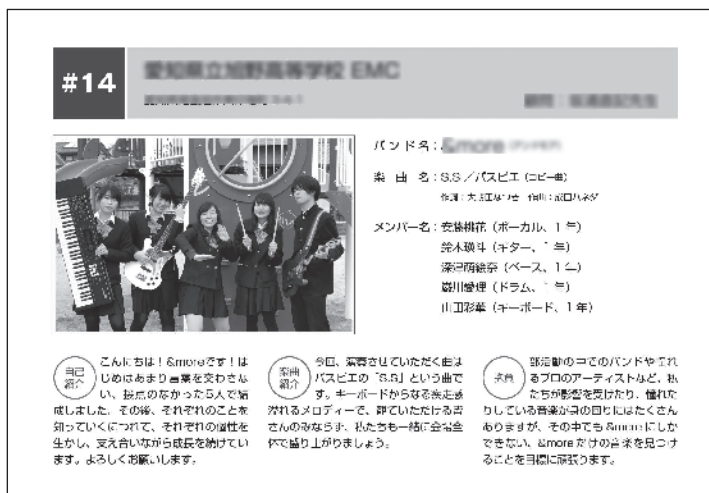 #14
愛知県立旭野高等学校 EMC
バンド名：&more
楽曲名：S.S／パスピエ（コピー曲）
作詞：大胡田なつき 作曲：成田ハネダ
メンバー名：安藤桃花（ボーカル、1年）
鈴木瑛斗（ギター、1年）
深津萌絵奈（ベース、1年）
（ドラム、1年）
山田彩華（キーボード、1年）
自己紹介
こんにちは！&moreです！は
じめはあまり言葉を交わさな
い、接点のなかった5人で結
成しました。その後、それぞれのことを
知っていくにつれて、それぞれの個性を
生かし、支え合いながら成長を続けてい
ます。よろしくお願いします。
楽曲紹介
今回、演奏させていただく曲は
パスピエの「S.S」という曲で
す。キーボードからなる疾走感
溢れるメロディーで、聴いていただける皆
さんのみならず、私たちも一緒に会場全
体で盛り上がりましょう。
抱負
部活動の中でのバンドや憧れ
るプロのアーティストなど、私
たちが影響を受けたり、憧れた
りしている音楽が身の回りにはたくさん
ありますが、その中でも&moreにしか
できない、&moreだけの音楽を見つけ
ることを目標に頑張ります。